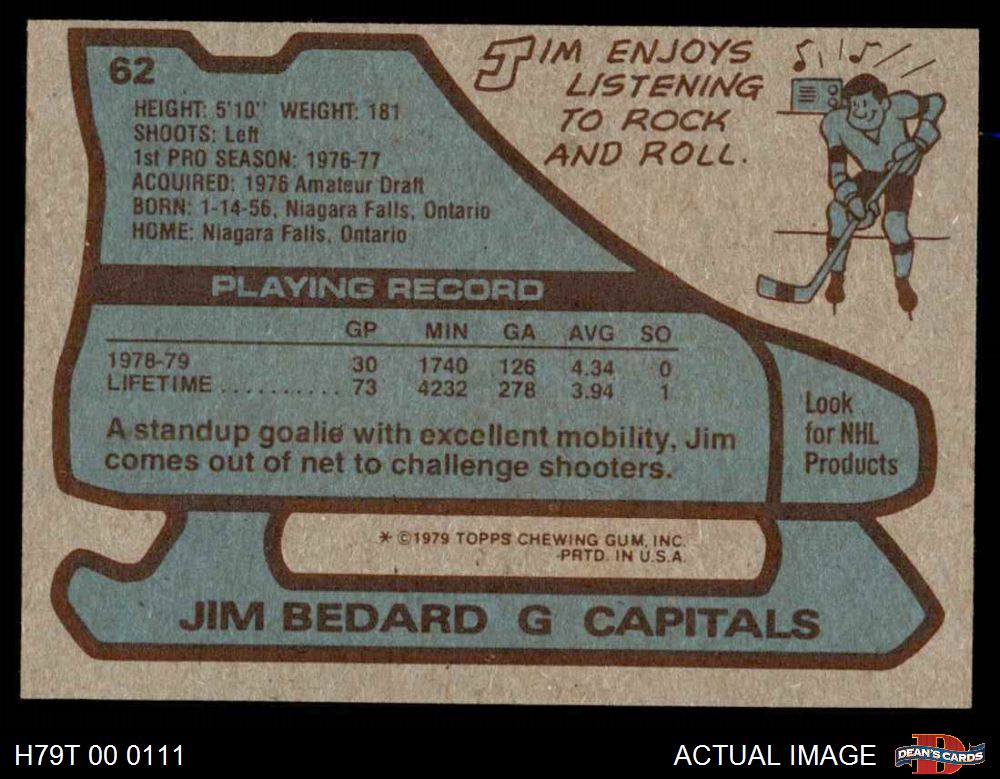 62
HEIGHT: 5'10" WEIGHT: 181
SHOOTS: Left
1st PRO SEASON: 1976-77
ACQUIRED: 1976 Amateur Draft
BORN: 1-14-56, Niagara Falls, Ontario
HOME: Niagara Falls, Ontario
JIM ENJOYS
LISTENING
TO ROCK
AND ROLL.
PLAYING RECORD
GP MIN GA AVG SO
1978-79 30 1740 126 4.34 0
LIFETIME .......... 73 4232 278 3.94 1
A standup goalie with excellent mobility, Jim
comes out of net to challenge shooters.
Look
for NHL
Products
* ©1979 TOPPS CHEWING GUM, INC.
PRTD. IN U.S.A.
JIM BEDARD G CAPITALS
H79T 00 0111
ACTUAL IMAGE
DEAN'S CARDS